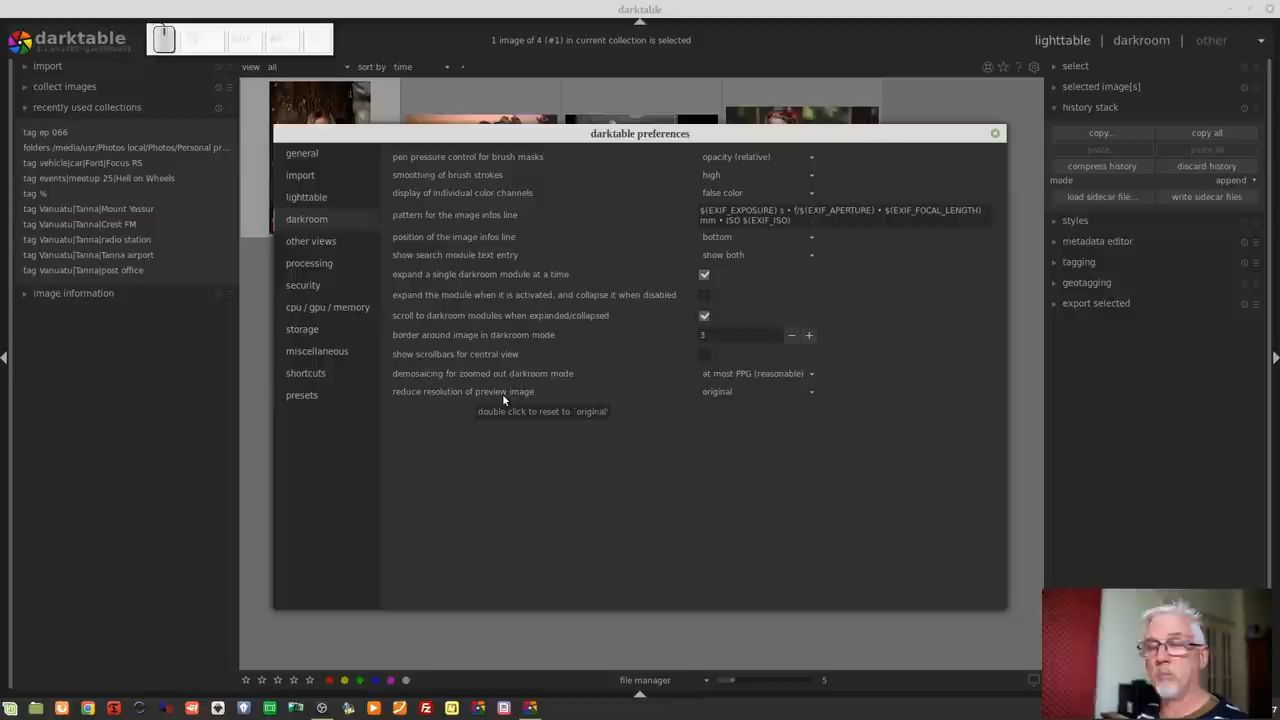 darktable
darktable
1 image of 4 (#1) in current collection is selected
lighttable | darkroom | other
import
view all sort by time
select
collect images
selected image[s]
recently used collections
history stack
tag ep 066
folders /media/usr/Photos local/Photos/Personal pr...
tag vehicle|car|Ford|Focus RS
tag events|meetup 25|Hell on Wheels
tag %
tag Vanuatu|Tanna|Mount Yassur
tag Vanuatu|Tanna|Crest FM
tag Vanuatu|Tanna|radio station
tag Vanuatu|Tanna|Tanna airport
tag Vanuatu|Tanna|post office
image information
darktable preferences
general
import
lighttable
darkroom
other views
processing
security
cpu / gpu / memory
storage
miscellaneous
shortcuts
presets
pen pressure control for brush masks opacity (relative)
smoothing of brush strokes high
display of individual color channels false color
pattern for the image infos line $(EXIF_EXPOSURE) s • f/$(EXIF_APERTURE) • $(EXIF_FOCAL_LENGTH)
mm • ISO $(EXIF_ISO)
position of the image infos line bottom
show search module text entry show both
expand a single darkroom module at a time
expand the module when it is activated, and collapse it when disabled
scroll to darkroom modules when expanded/collapsed
border around image in darkroom mode 3
show scrollbars for central view
demosaicing for zoomed out darkroom mode at most PPG (reasonable)
reduce resolution of preview image original
double click to reset to `original'
copy... copy all
paste... paste all
compress history discard history
mode append
load sidecar file... write sidecar files
styles
metadata editor
tagging
geotagging
export selected
file manager 5